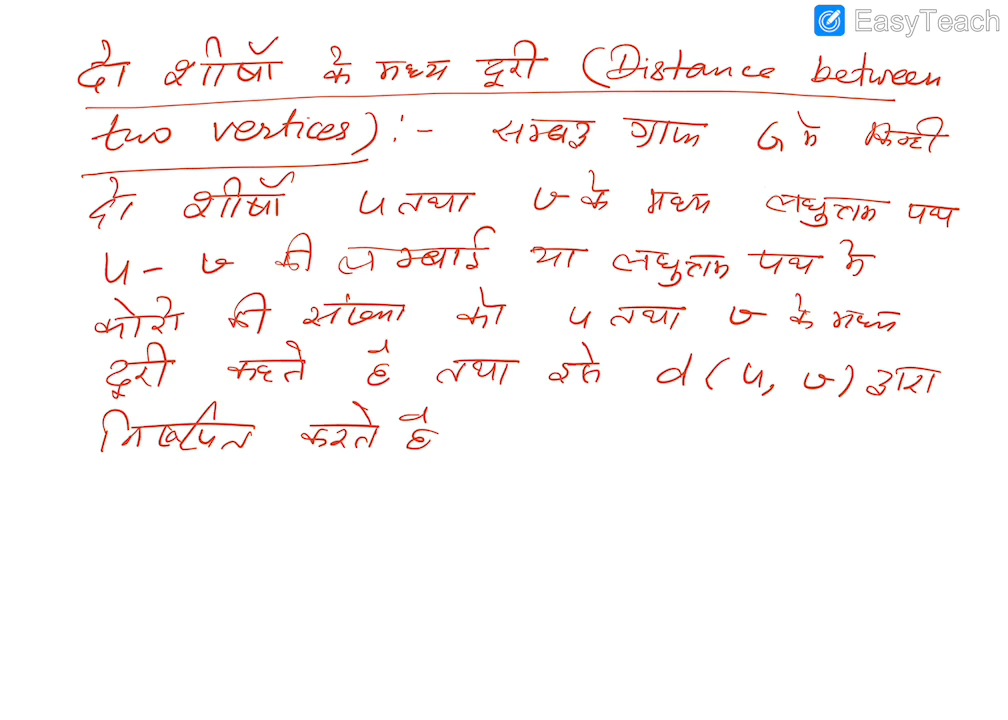 EasyTeach
दो शीर्षों के मध्य दूरी (Distance between
two vertices) :- सम्बद्ध ग्राफ G के किन्ही
दो शीर्षों u तथा v के मध्य लघुत्तम पथ
u - v की लम्बाई या लघुत्तम पथ के
कोरों की संख्या को u तथा v के मध्य
दूरी कहते है तथा इसे d(u, v) द्वारा
निरूपित करते है